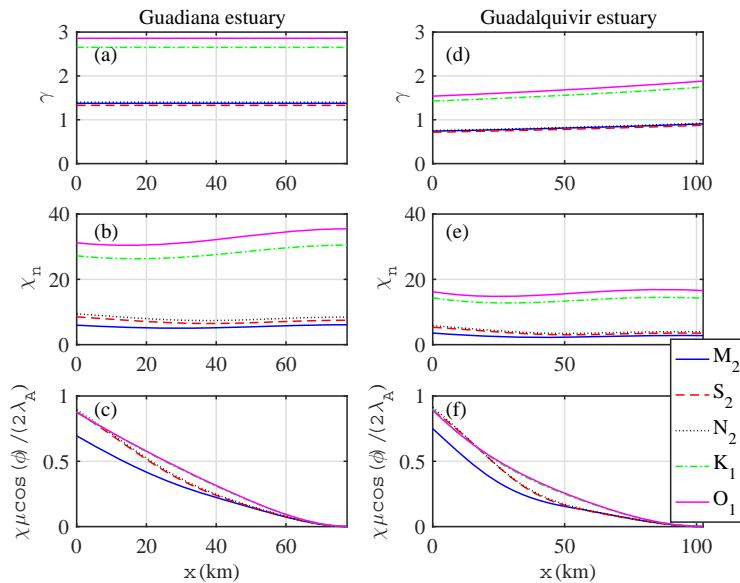 Guadiana estuary
Guadalquivir estuary
3
2
1
0
γ
(a)
0
20
40
60
3
2
1
0
γ
(d)
0
50
100
40
20
0
χn
(b)
0
20
40
60
40
20
0
χn
(e)
0
50
100
1
0.5
0
χμcos(φ)/(2λA)
(c)
0
20
40
60
x(km)
1
0.5
0
χμcos(φ)/(2λA)
(f)
0
50
100
x(km)
M2
S2
N2
K1
O1